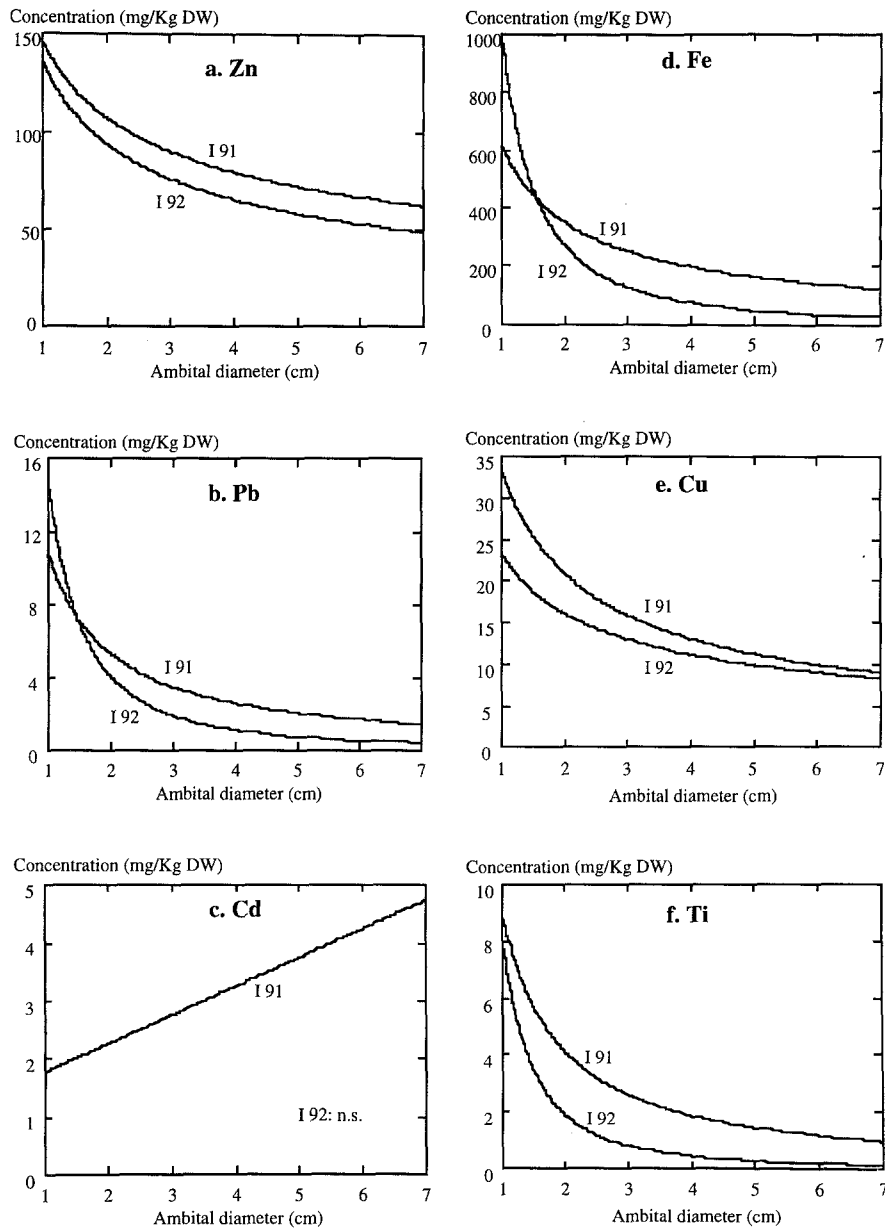 Concentration (mg/Kg DW)
a. Zn
150
100
50
0
I 91
I 92
1 2 3 4 5 6 7
Ambital diameter (cm)
Concentration (mg/Kg DW)
d. Fe
1000
800
600
400
200
0
I 91
I 92
1 2 3 4 5 6 7
Ambital diameter (cm)
Concentration (mg/Kg DW)
b. Pb
16
12
8
4
0
I 91
I 92
1 2 3 4 5 6 7
Ambital diameter (cm)
Concentration (mg/Kg DW)
e. Cu
35
30
25
20
15
10
5
0
I 91
I 92
1 2 3 4 5 6 7
Ambital diameter (cm)
Concentration (mg/Kg DW)
c. Cd
5
4
3
2
1
0
I 91
I 92: n.s.
1 2 3 4 5 6 7
Ambital diameter (cm)
Concentration (mg/Kg DW)
f. Ti
10
8
6
4
2
0
I 91
I 92
1 2 3 4 5 6 7
Ambital diameter (cm)